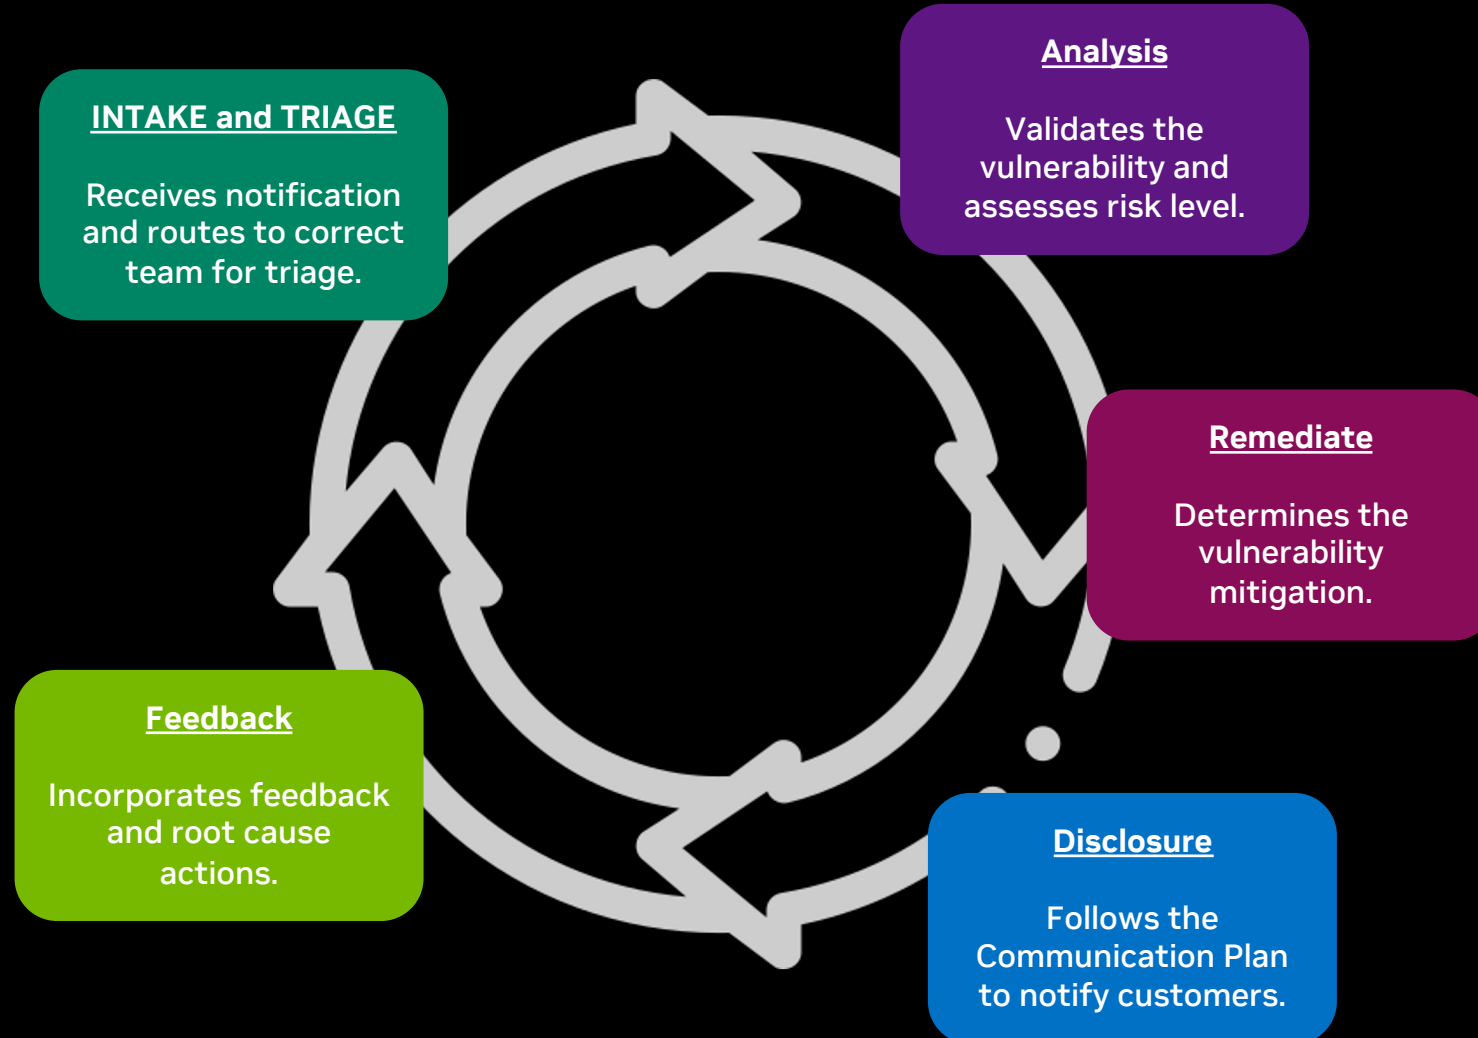 INTAKE and TRIAGE
Receives notification
and routes to correct
team for triage.
Analysis
Validates the
vulnerability and
assesses risk level.
Remediate
Determines the
vulnerability
mitigation.
Disclosure
Follows the
Communication Plan
to notify customers.
Feedback
Incorporates feedback
and root cause
actions.